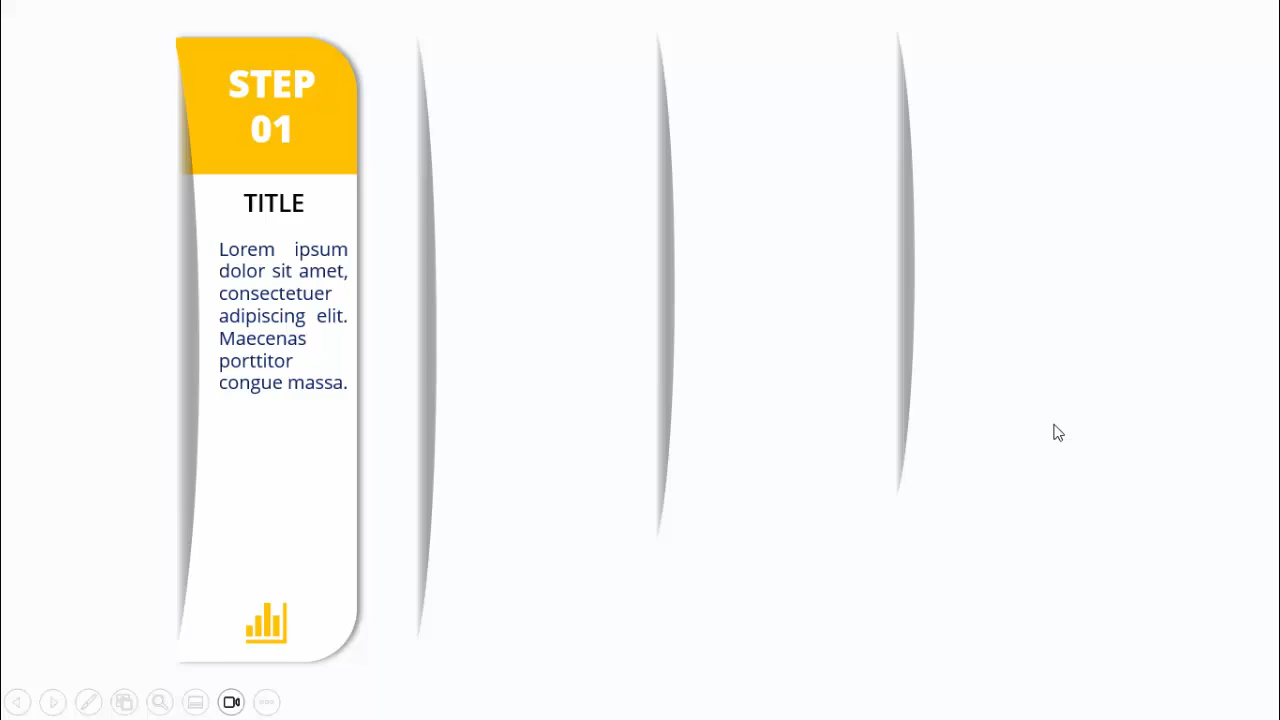 STEP
01
TITLE
Lorem ipsum
dolor sit amet,
consectetuer
adipiscing elit.
Maecenas
porttitor
congue massa.